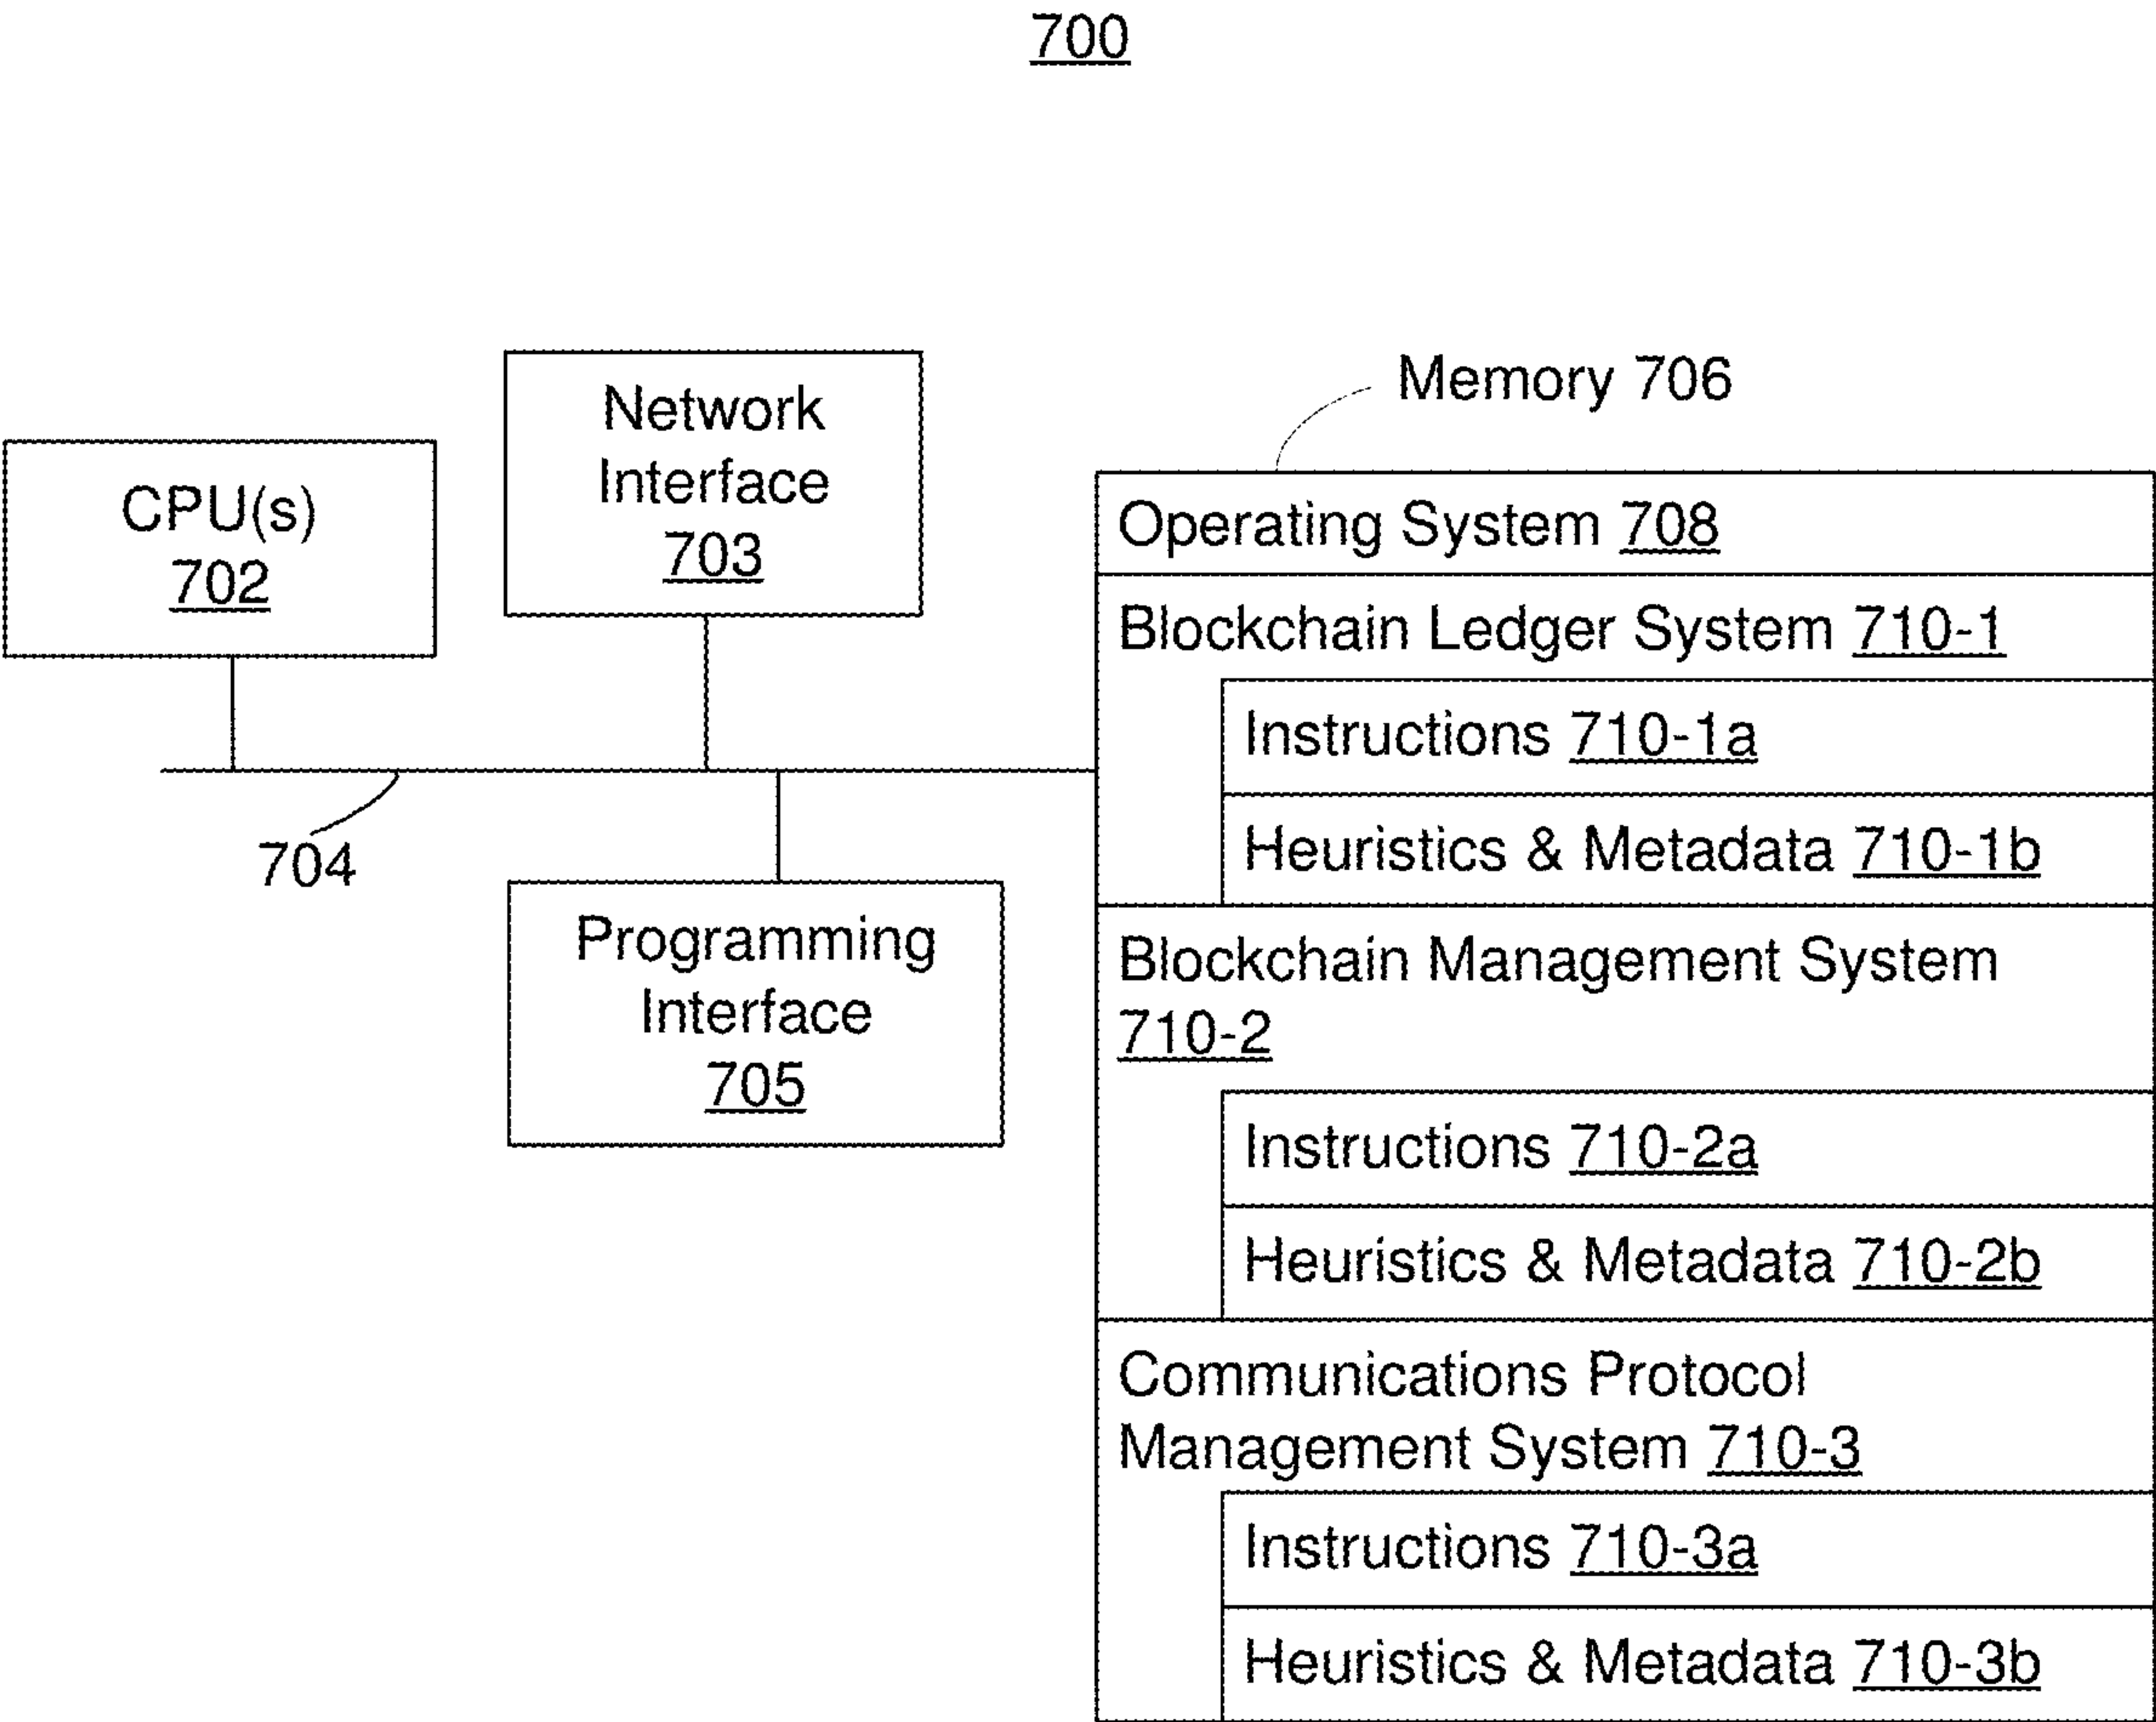 700
CPU(s)
702
Network
Interface
703
704
Programming
Interface
705
Memory 706
Operating System 708
Blockchain Ledger System 710-1
Instructions 710-1a
Heuristics & Metadata 710-1b
Blockchain Management System
710-2
Instructions 710-2a
Heuristics & Metadata 710-2b
Communications Protocol
Management System 710-3
Instructions 710-3a
Heuristics & Metadata 710-3b